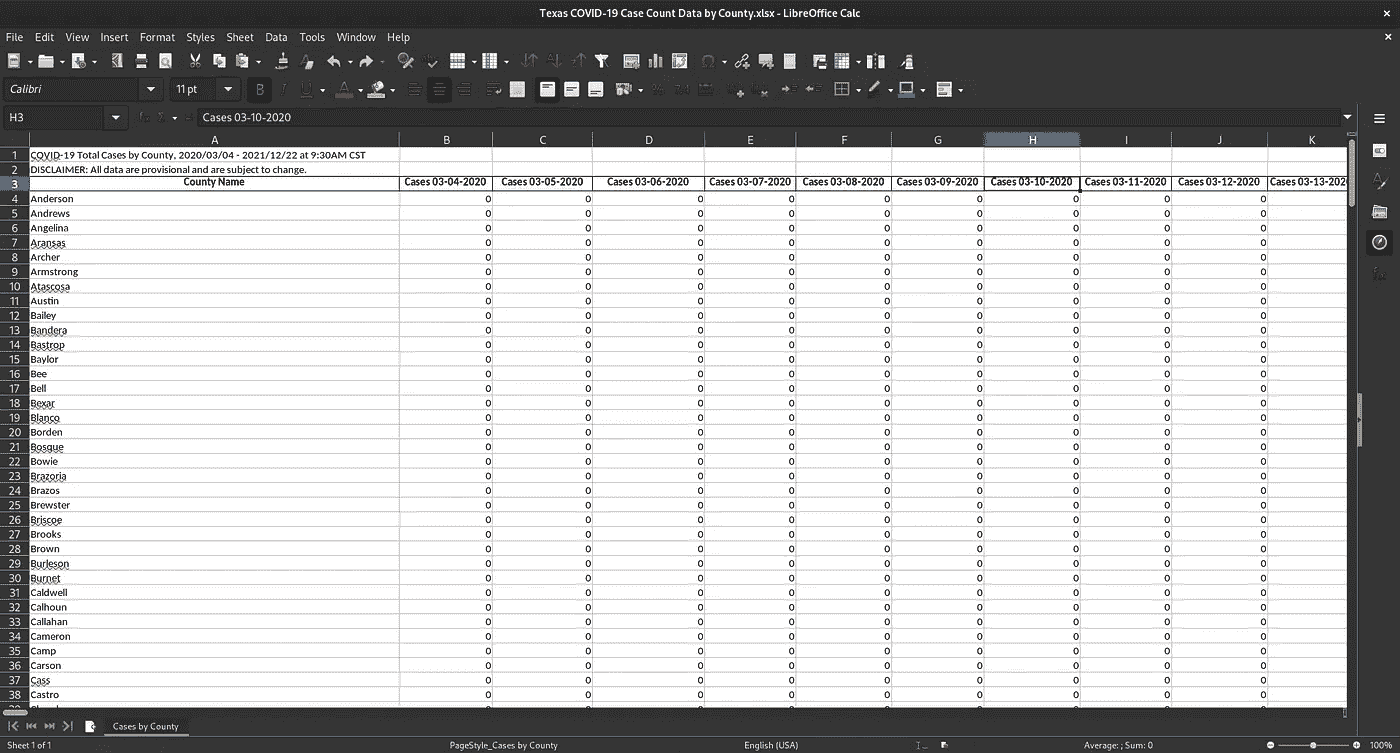 Texas COVID-19 Case Count Data by County.xlsx - LibreOffice Calc
File Edit View Insert Format Styles Sheet Data Tools Window Help
Calibri 11 pt
H3 Cases 03-10-2020
A B C D E F G H I J K
1 COVID-19 Total Cases by County, 2020/03/04 - 2021/12/22 at 9:30AM CST
2 DISCLAIMER: All data are provisional and are subject to change.
3 County Name Cases 03-04-2020 Cases 03-05-2020 Cases 03-06-2020 Cases 03-07-2020 Cases 03-08-2020 Cases 03-09-2020 Cases 03-10-2020 Cases 03-11-2020 Cases 03-12-2020 Cases 03-13-202
4 Anderson 0 0 0 0 0 0 0 0 0
5 Andrews 0 0 0 0 0 0 0 0 0
6 Angelina 0 0 0 0 0 0 0 0 0
7 Aransas 0 0 0 0 0 0 0 0 0
8 Archer 0 0 0 0 0 0 0 0 0
9 Armstrong 0 0 0 0 0 0 0 0 0
10 Atascosa 0 0 0 0 0 0 0 0 0
11 Austin 0 0 0 0 0 0 0 0 0
12 Bailey 0 0 0 0 0 0 0 0 0
13 Bandera 0 0 0 0 0 0 0 0 0
14 Bastrop 0 0 0 0 0 0 0 0 0
15 Baylor 0 0 0 0 0 0 0 0 0
16 Bee 0 0 0 0 0 0 0 0 0
17 Bell 0 0 0 0 0 0 0 0 0
18 Bexar 0 0 0 0 0 0 0 0 0
19 Blanco 0 0 0 0 0 0 0 0 0
20 Borden 0 0 0 0 0 0 0 0 0
21 Bosque 0 0 0 0 0 0 0 0 0
22 Bowie 0 0 0 0 0 0 0 0 0
23 Brazoria 0 0 0 0 0 0 0 0 0
24 Brazos 0 0 0 0 0 0 0 0 0
25 Brewster 0 0 0 0 0 0 0 0 0
26 Briscoe 0 0 0 0 0 0 0 0 0
27 Brooks 0 0 0 0 0 0 0 0 0
28 Brown 0 0 0 0 0 0 0 0 0
29 Burleson 0 0 0 0 0 0 0 0 0
30 Burnet 0 0 0 0 0 0 0 0 0
31 Caldwell 0 0 0 0 0 0 0 0 0
32 Calhoun 0 0 0 0 0 0 0 0 0
33 Callahan 0 0 0 0 0 0 0 0 0
34 Cameron 0 0 0 0 0 0 0 0 0
35 Camp 0 0 0 0 0 0 0 0 0
36 Carson 0 0 0 0 0 0 0 0 0
37 Cass 0 0 0 0 0 0 0 0 0
38 Castro 0 0 0 0 0 0 0 0 0
Cases by County
Sheet 1 of 1 PageStyle_Cases by County English (USA) Average: ; Sum: 0 100%